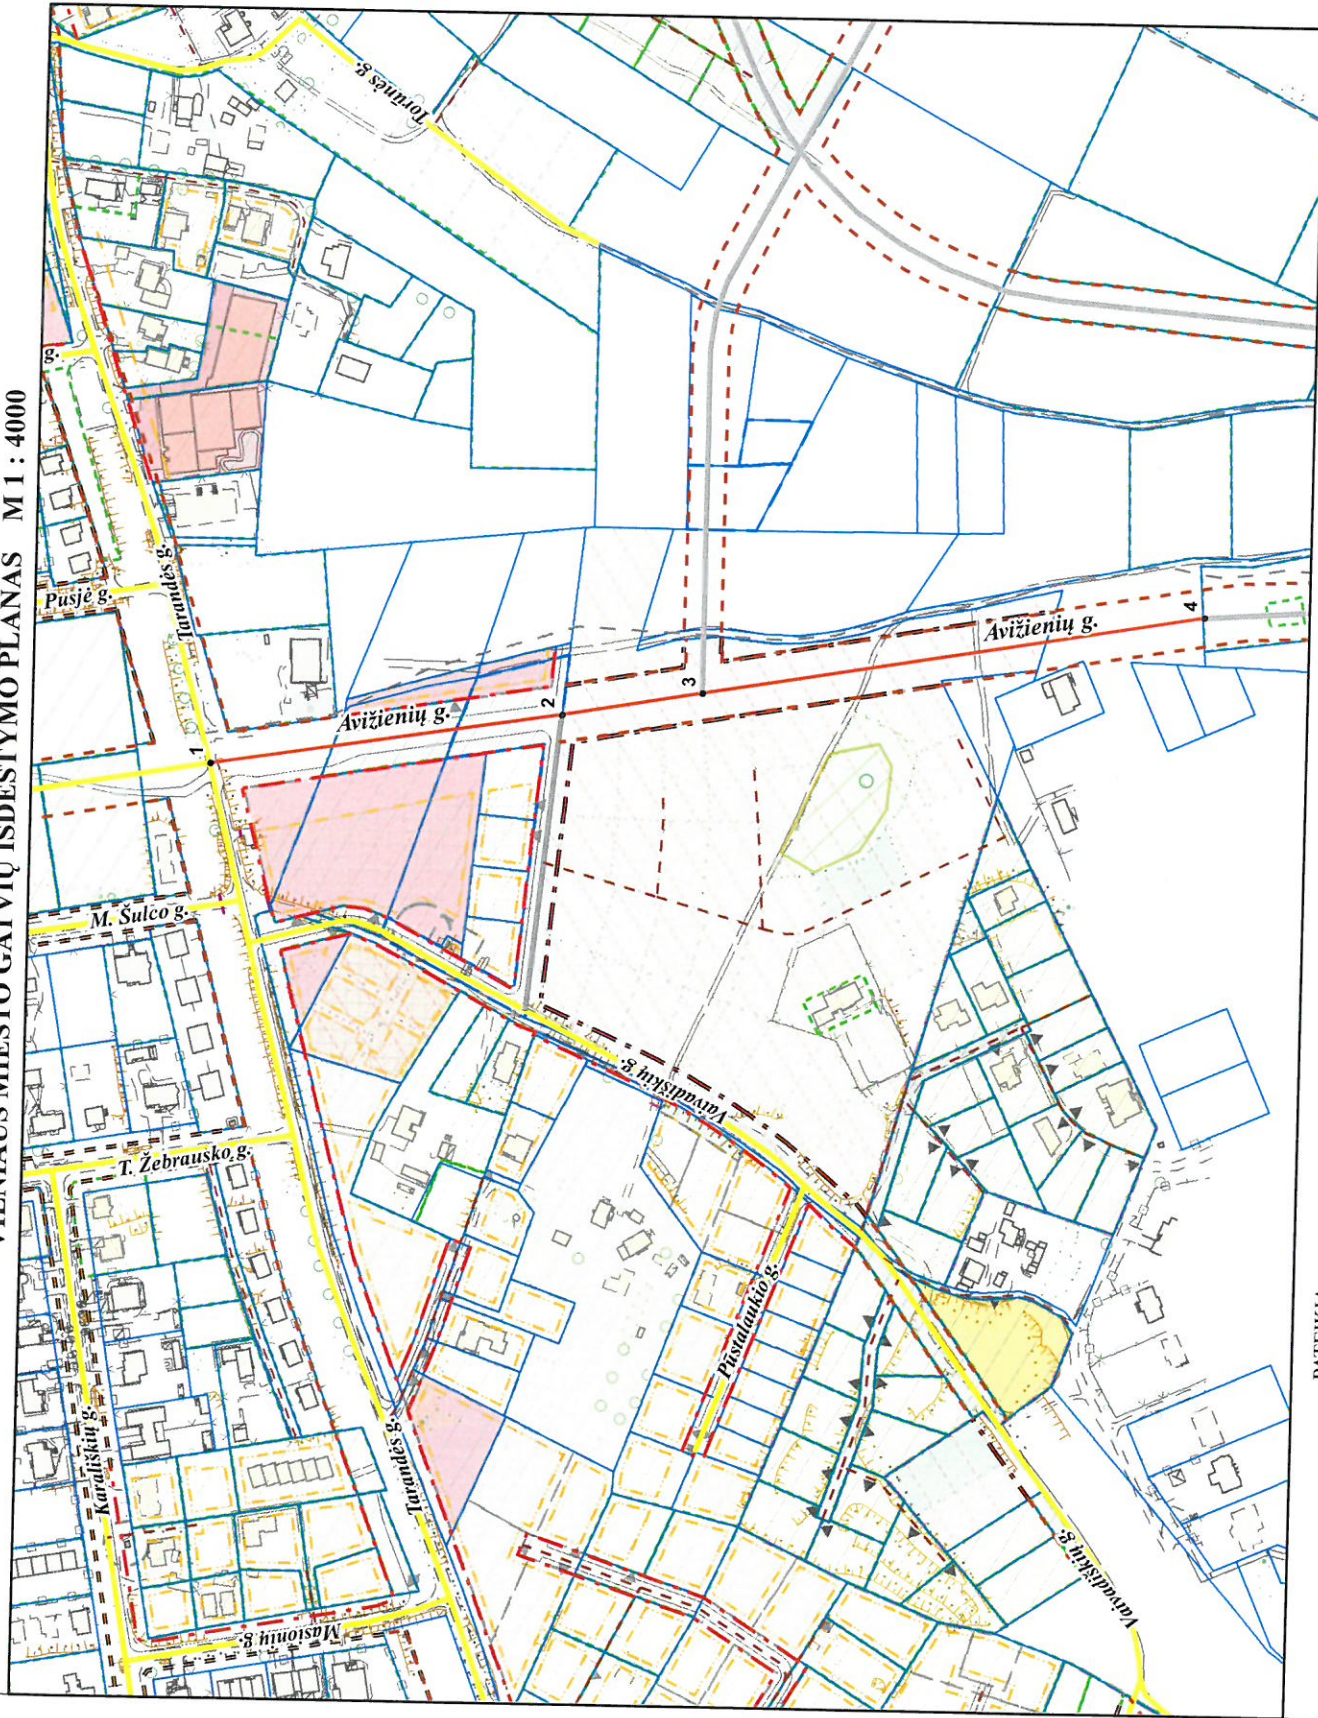 VILNIAUS MIESTO GATVIŲ IŠDĖSTYMO PLANAS M 1 : 4000
Toriūnės g.
g.
Pusjė g.
Tarandės g.
Avižienių g.
Avižienių g.
1
2
3
4
M. Šulco g.
T. Žebrausko g.
Vaivadiškių g.
Pūstalaukio g.
Karališkių g.
Tarandės g.
Masionių g.
Vaivadiškių g.